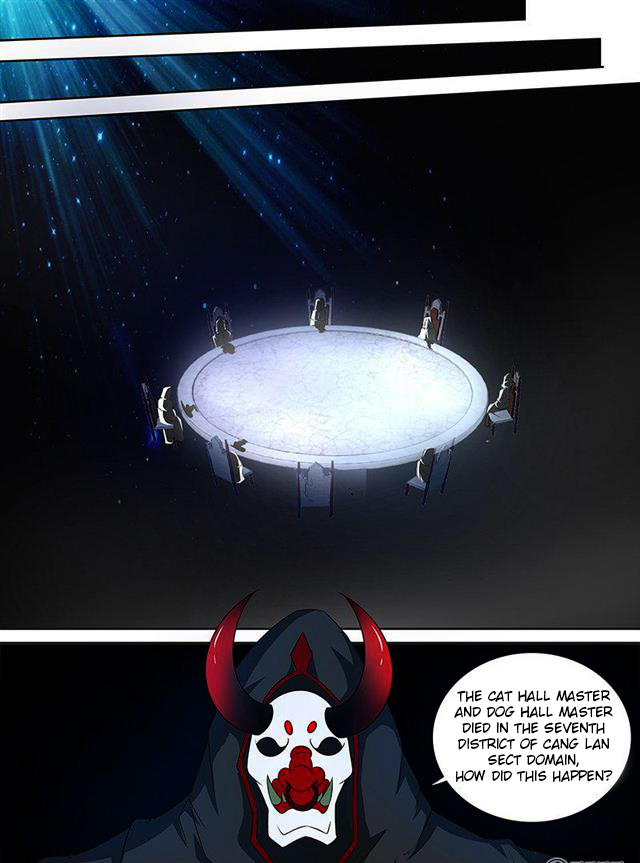 THE CAT HALL MASTER
AND DOG HALL MASTER
DIED IN THE SEVENTH
DISTRICT OF CANG LAN
SECT DOMAIN,
HOW DID THIS HAPPEN?